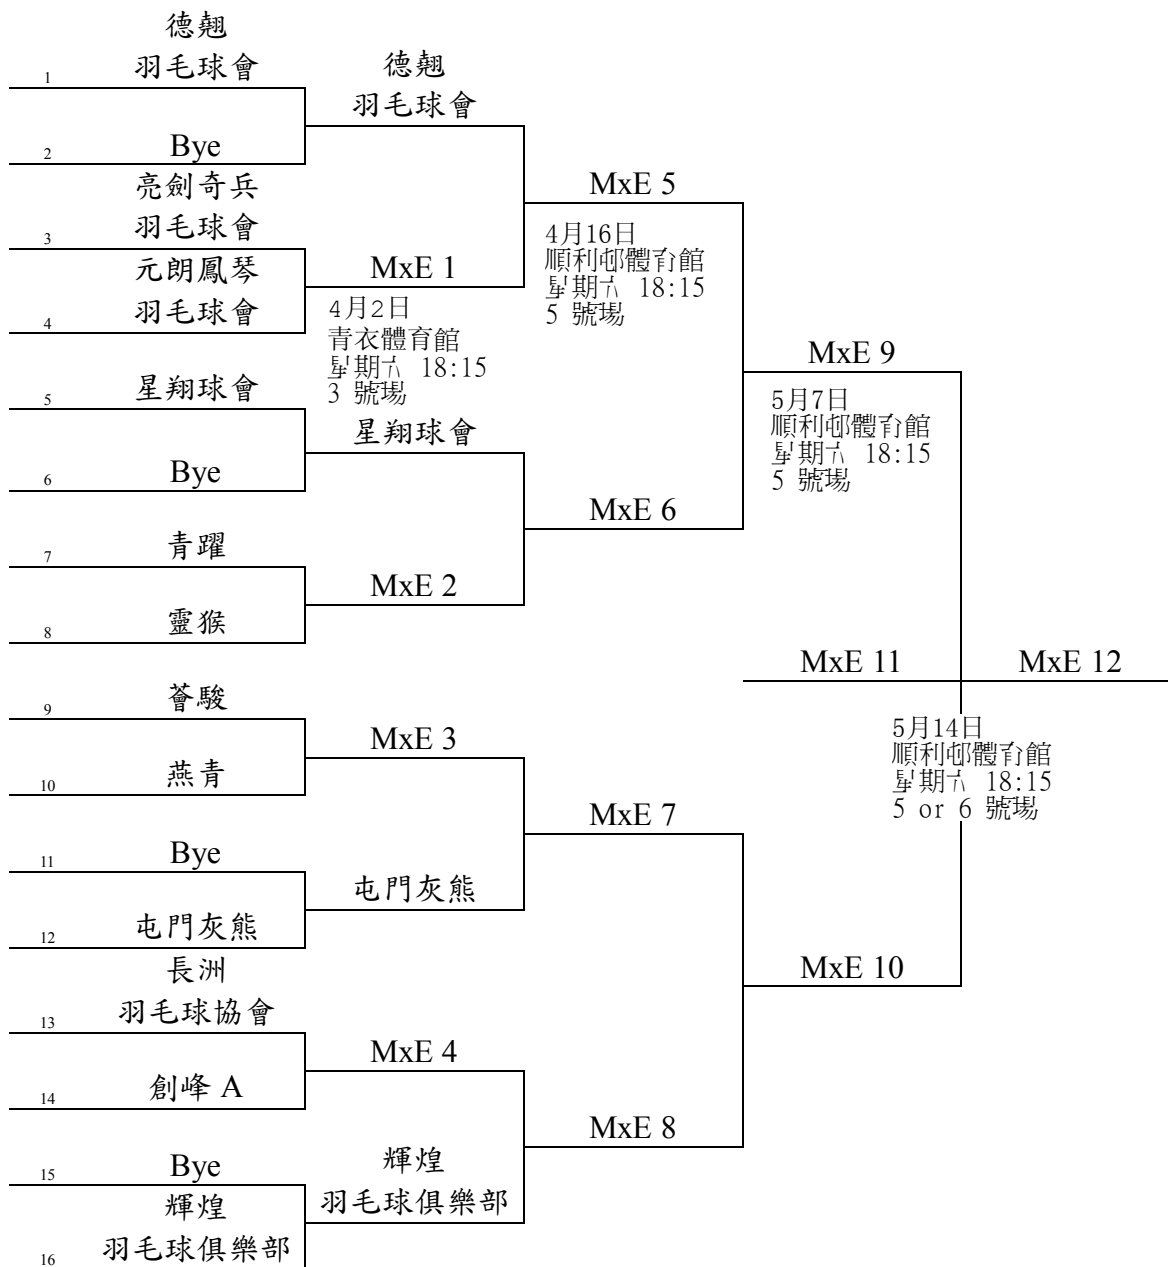 德翹
1 羽毛球會
2 Bye
亮劍奇兵
3 羽毛球會
元朗鳳琴
4 羽毛球會
5 星翔球會
6 Bye
7 青躍
8 靈猴
9 薈駿
10 燕青
11 Bye
12 屯門灰熊
長洲
13 羽毛球協會
14 創峰 A
15 Bye
輝煌
16 羽毛球俱樂部
德翹
羽毛球會
MxE 1
4月2日
青衣體育館
星期六 18:15
3 號場
星翔球會
MxE 2
MxE 3
屯門灰熊
MxE 4
輝煌
羽毛球俱樂部
MxE 5
4月16日
順利邨體育館
星期六 18:15
5 號場
MxE 6
MxE 7
MxE 8
MxE 9
5月7日
順利邨體育館
星期六 18:15
5 號場
MxE 10
MxE 11
MxE 12
5月14日
順利邨體育館
星期六 18:15
5 or 6 號場